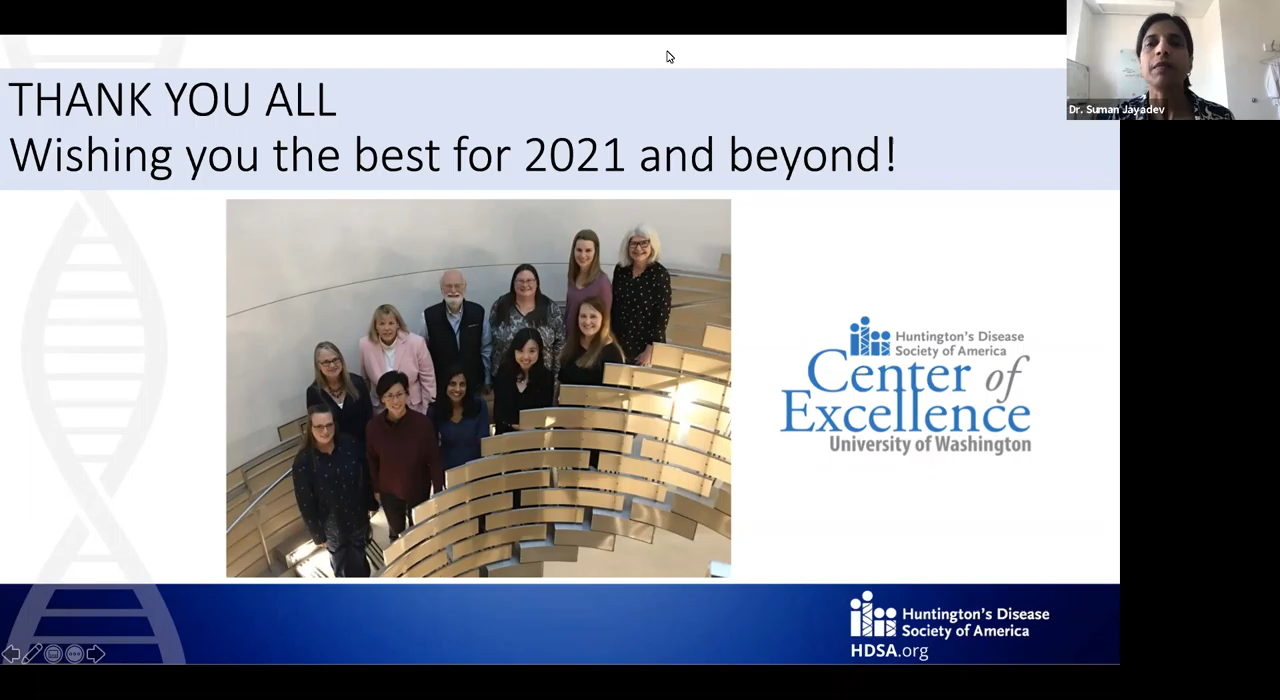 THANK YOU ALL
Wishing you the best for 2021 and beyond!
Dr. Suman Jayadev
Huntington's Disease
Society of America
Center of
Excellence
University of Washington
Huntington's Disease
Society of America
HDSA.org